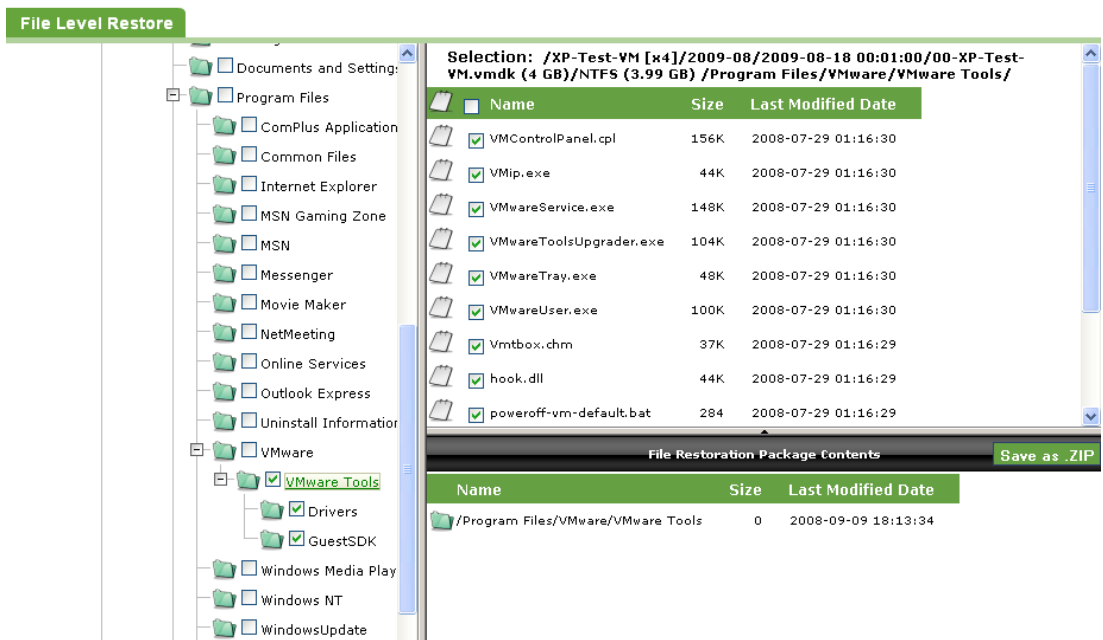 File Level Restore
Documents and Setting
Program Files
ComPlus Application
Common Files
Internet Explorer
MSN Gaming Zone
MSN
Messenger
Movie Maker
NetMeeting
Online Services
Outlook Express
Uninstall Information
VMware
VMware Tools
Drivers
GuestSDK
Windows Media Play
Windows NT
WindowsUpdate
Selection: /XP-Test-VM [x4]/2009-08/2009-08-18 00:01:00/00-XP-Test-
VM.vmdk (4 GB)/NTFS (3.99 GB) /Program Files/VMware/VMware Tools/
Name Size Last Modified Date
VMControlPanel.cpl 156K 2008-07-29 01:16:30
VMip.exe 44K 2008-07-29 01:16:30
VMwareService.exe 148K 2008-07-29 01:16:30
VMwareToolsUpgrader.exe 104K 2008-07-29 01:16:30
VMwareTray.exe 48K 2008-07-29 01:16:30
VMwareUser.exe 100K 2008-07-29 01:16:30
Vmtbox.chm 37K 2008-07-29 01:16:29
hook.dll 44K 2008-07-29 01:16:29
poweroff-vm-default.bat 284 2008-07-29 01:16:29
File Restoration Package Contents
Save as .ZIP
Name Size Last Modified Date
/Program Files/VMware/VMware Tools 0 2008-09-09 18:13:34